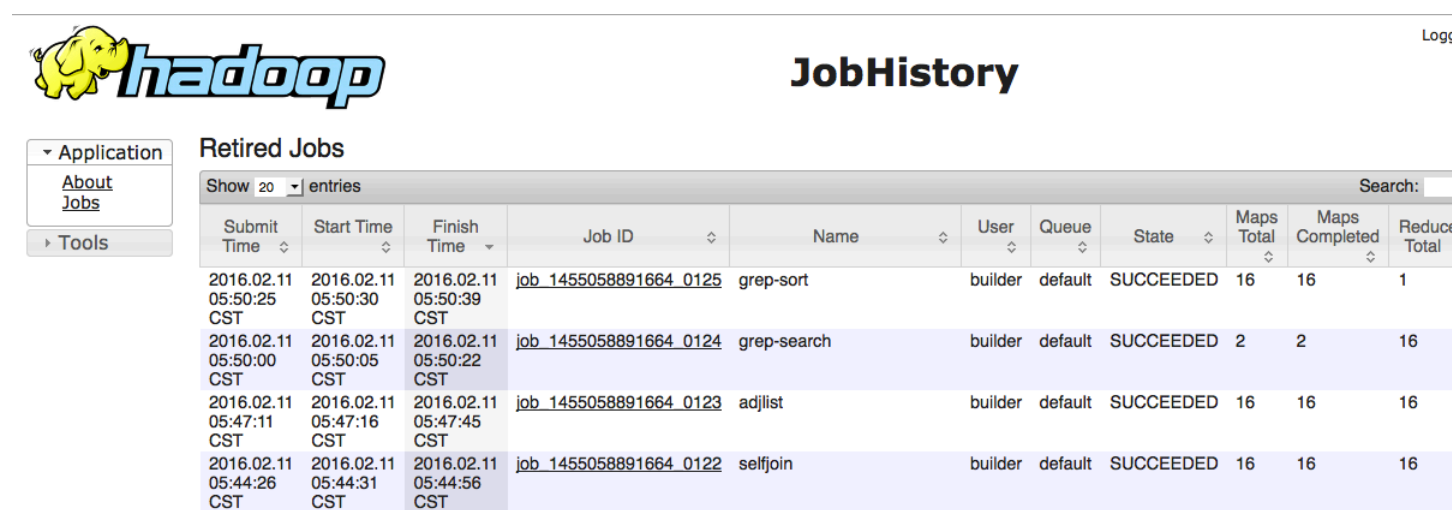 Logg
hadoop
JobHistory
Application
About
Jobs
Tools
Retired Jobs
Show 20 entries
Search:
Submit Time Start Time Finish Time Job ID Name User Queue State Maps Total Maps Completed Reduce Total
2016.02.11 2016.02.11 2016.02.11 job_1455058891664_0125 grep-sort builder default SUCCEEDED 16 16 1
05:50:25 05:50:30 05:50:39
CST CST CST
2016.02.11 2016.02.11 2016.02.11 job_1455058891664_0124 grep-search builder default SUCCEEDED 2 2 16
05:50:00 05:50:05 05:50:22
CST CST CST
2016.02.11 2016.02.11 2016.02.11 job_1455058891664_0123 adjlist builder default SUCCEEDED 16 16 16
05:47:11 05:47:16 05:47:45
CST CST CST
2016.02.11 2016.02.11 2016.02.11 job_1455058891664_0122 selfjoin builder default SUCCEEDED 16 16 16
05:44:26 05:44:31 05:44:56
CST CST CST